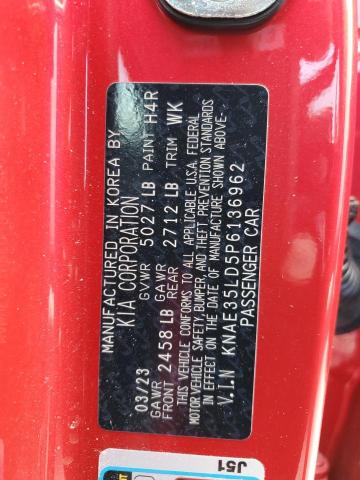 MANUFACTURED IN KOREA BY
KIA CORPORATION
03/23 GVWR 5027 LB PAINT H4R
GAWR GAWR
FRONT 2458 LB REAR 2712 LB TRIM WK
THIS VEHICLE CONFORMS TO ALL APPLICABLE U.S.A. FEDERAL
MOTOR VEHICLE SAFETY, BUMPER, AND THEFT PREVENTION STANDARDS
IN EFFECT ON THE DATE OF MANUFACTURE SHOWN ABOVE-
V.I.N KNAE35LD5P6136962
PASSENGER CAR
J51